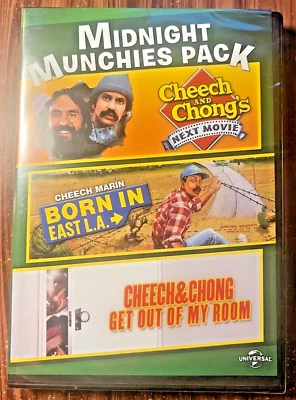 MIDNIGHT
MUNCHIES PACK
Cheech
AND
Chong's
NEXT MOVIE
CHEECH MARIN
BORN IN
EAST L.A.
CHEECH&CHONG
GET OUT OF MY ROOM
UNIVERSAL